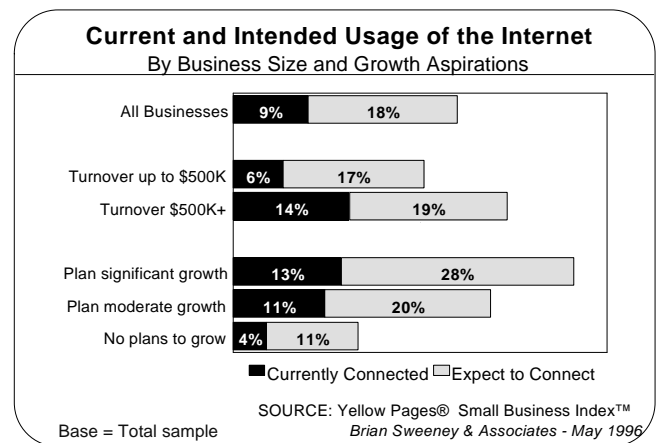 Current and Intended Usage of the Internet
By Business Size and Growth Aspirations
All Businesses 9% 18%
Turnover up to $500K 6% 17%
Turnover $500K+ 14% 19%
Plan significant growth 13% 28%
Plan moderate growth 11% 20%
No plans to grow 4% 11%
Currently Connected Expect to Connect
SOURCE: Yellow Pages® Small Business Index™
Base = Total sample Brian Sweeney & Associates - May 1996